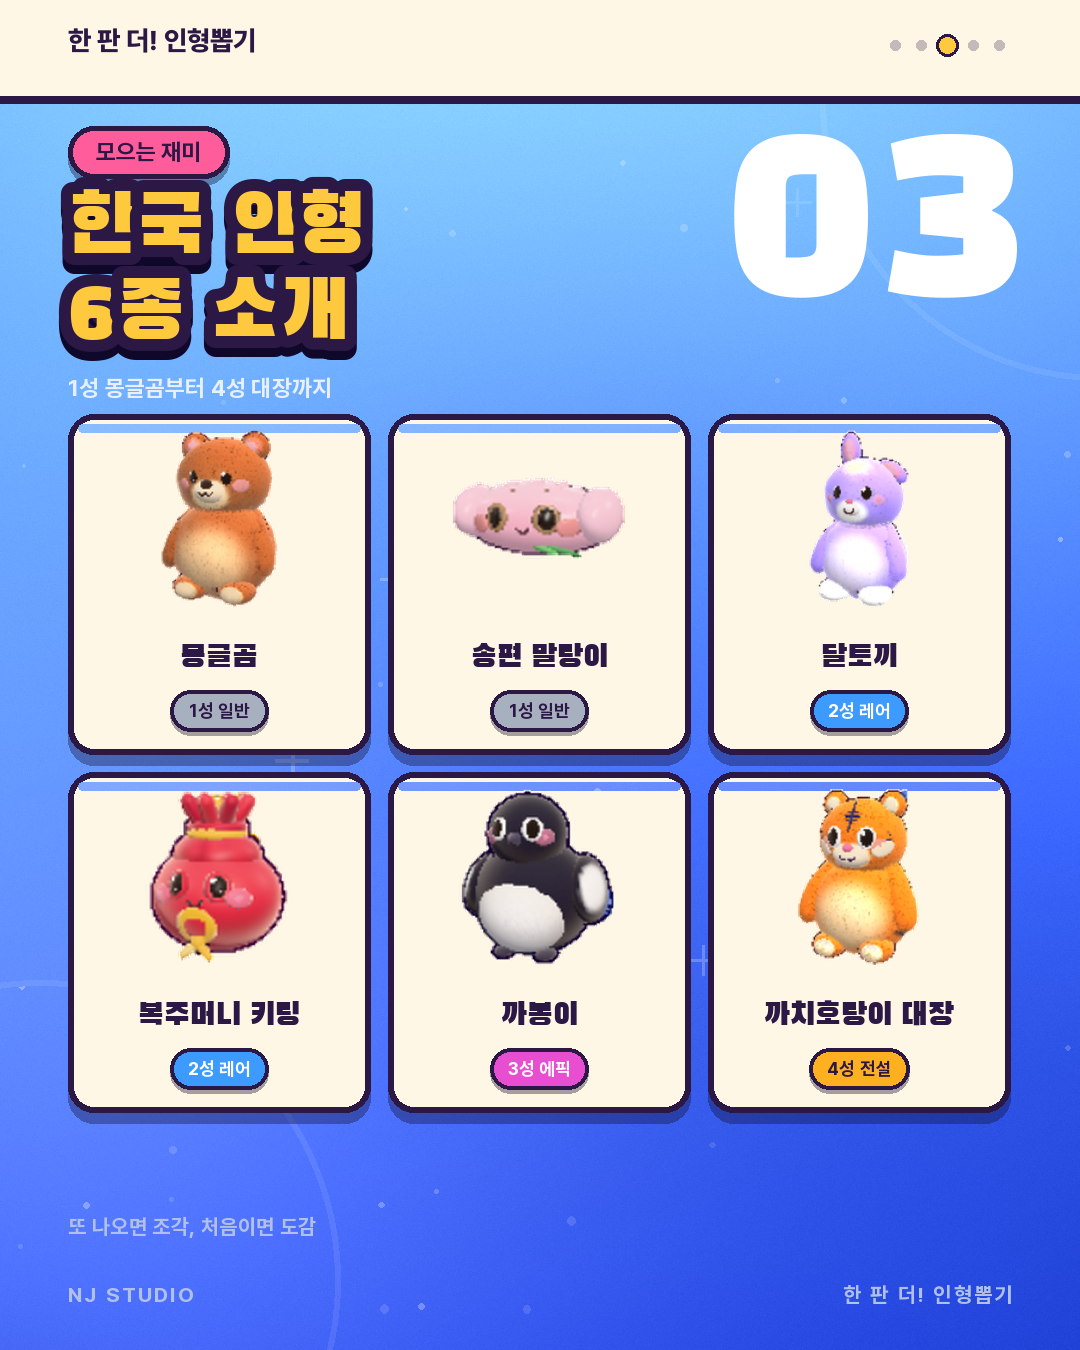 한 판 더! 인형뽑기
모으는 재미
03
한국 인형
6종 소개
1성 몽글곰부터 4성 대장까지
몽글곰
송편 말탕이
달토끼
1성 일반
1성 일반
2성 레어
복주머니 키링
까봉이
까치호랑이 대장
2성 레어
3성 에픽
4성 전설
또 나오면 조각, 처음이면 도감
NJ STUDIO
한 판 더! 인형뽑기